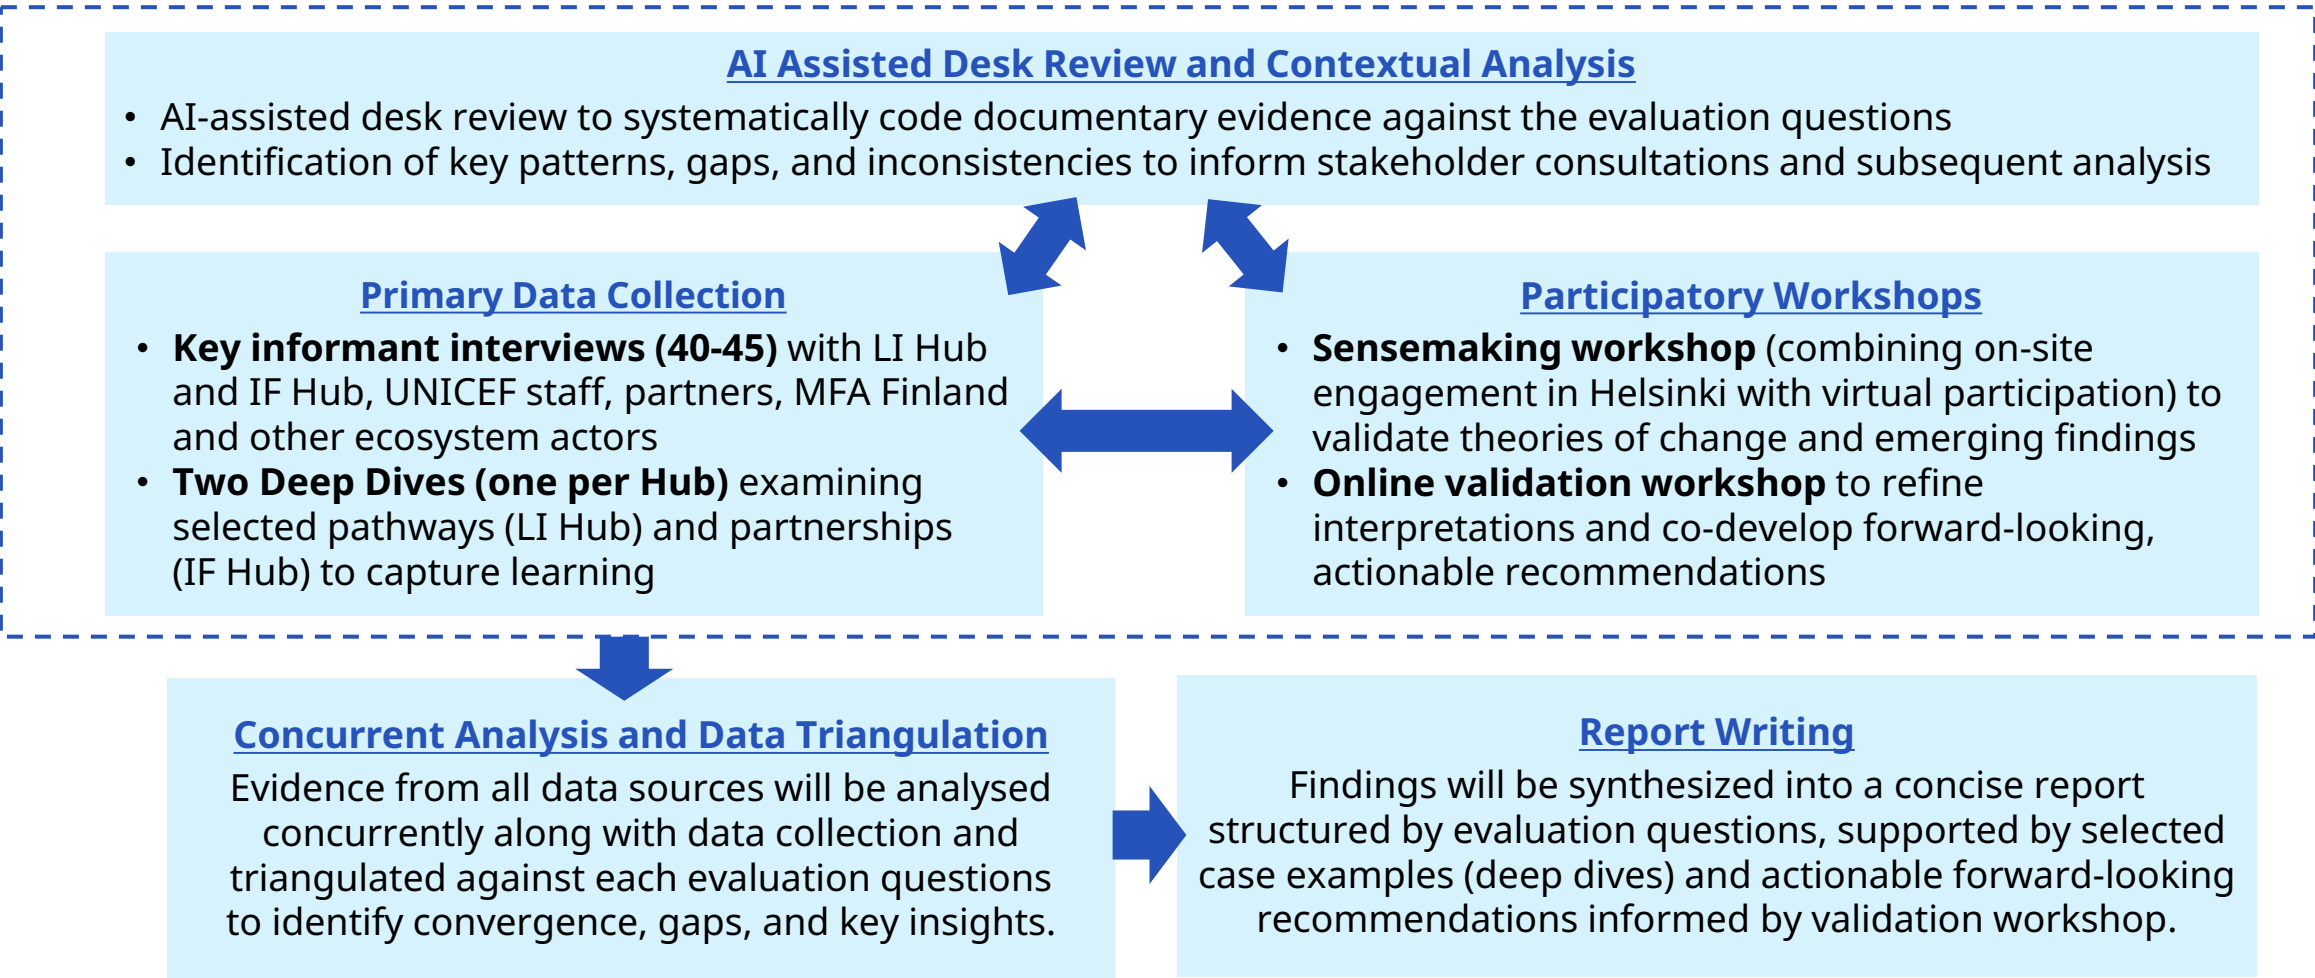 AI Assisted Desk Review and Contextual Analysis
• AI-assisted desk review to systematically code documentary evidence against the evaluation questions
• Identification of key patterns, gaps, and inconsistencies to inform stakeholder consultations and subsequent analysis
Primary Data Collection
• Key informant interviews (40-45) with LI Hub
and IF Hub, UNICEF staff, partners, MFA Finland
and other ecosystem actors
• Two Deep Dives (one per Hub) examining
selected pathways (LI Hub) and partnerships
(IF Hub) to capture learning
Participatory Workshops
• Sensemaking workshop (combining on-site
engagement in Helsinki with virtual participation) to
validate theories of change and emerging findings
• Online validation workshop to refine
interpretations and co-develop forward-looking,
actionable recommendations
Concurrent Analysis and Data Triangulation
Evidence from all data sources will be analysed
concurrently along with data collection and
triangulated against each evaluation questions
to identify convergence, gaps, and key insights.
Report Writing
Findings will be synthesized into a concise report
structured by evaluation questions, supported by selected
case examples (deep dives) and actionable forward-looking
recommendations informed by validation workshop.